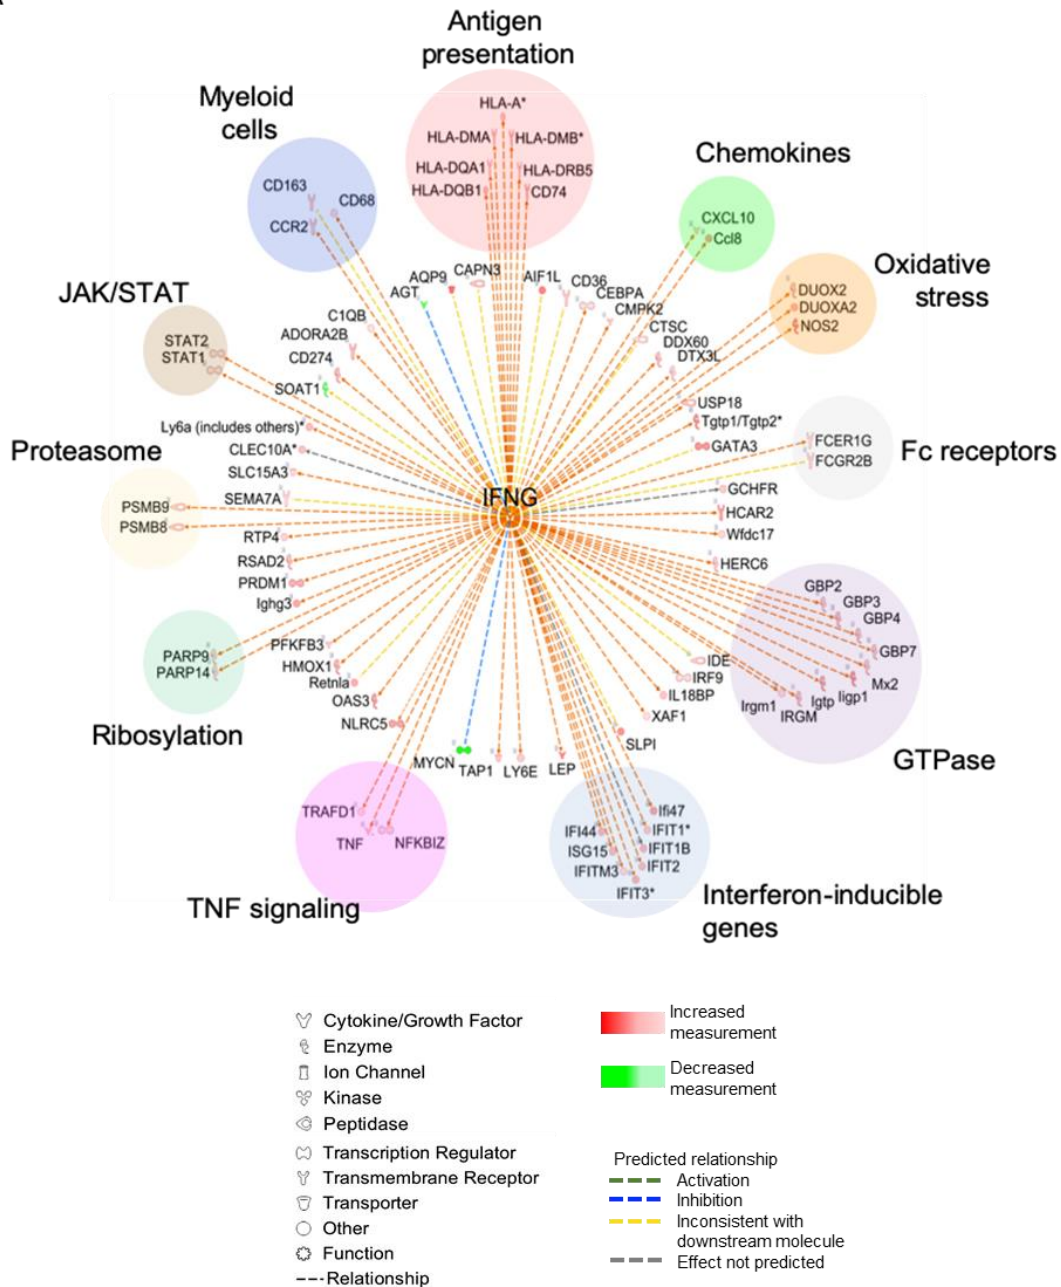 Antigen
presentation
Myeloid
cells
HLA-A*
HLA-DMA
HLA-DMB*
HLA-DQA1
HLA-DRB5
HLA-DQB1
CD74
Chemokines
CD163
CD68
CCR2
CXCL10
Ccl8
Oxidative
stress
DUOX2
DUOXA2
NOS2
JAK/STAT
STAT2
STAT1
AGT
AQP9
CAPN3
AIF1L
CD36
CEBPA
CMPK2
C1QB
ADORA2B
CD274
SOAT1
CTSC
DDX60
DTX3L
USP18
Tgtp1/Tgtp2*
GATA3
Ly6a (includes others)*
CLEC10A*
SLC15A3
SEMA7A
Proteasome
PSMB9
PSMB8
Fc receptors
FCER1G
FCGR2B
IFNG
GCHFR
HCAR2
Wfdc17
HERC6
RTP4
RSAD2
PRDM1
Ighg3
GBP2
GBP3
GBP4
GBP7
Mx2
Iigp1
Igtp
IRGM
Irgm1
GTPase
PARP9
PARP14
Ribosylation
PFKFB3
HMOX1
Retnla
OAS3
NLRC5
IDE
IRF9
IL18BP
XAF1
SLPI
MYCN
TAP1
LY6E
LEP
TRAFD1
TNF
NFKBIZ
TNF signaling
Ifi47
IFI44
IFIT1*
ISG15
IFIT1B
IFITM3
IFIT2
IFIT3*
Interferon-inducible
genes
Cytokine/Growth Factor
Enzyme
Ion Channel
Kinase
Peptidase
Transcription Regulator
Transmembrane Receptor
Transporter
Other
Function
Relationship
Increased
measurement
Decreased
measurement
Predicted relationship
Activation
Inhibition
Inconsistent with
downstream molecule
Effect not predicted